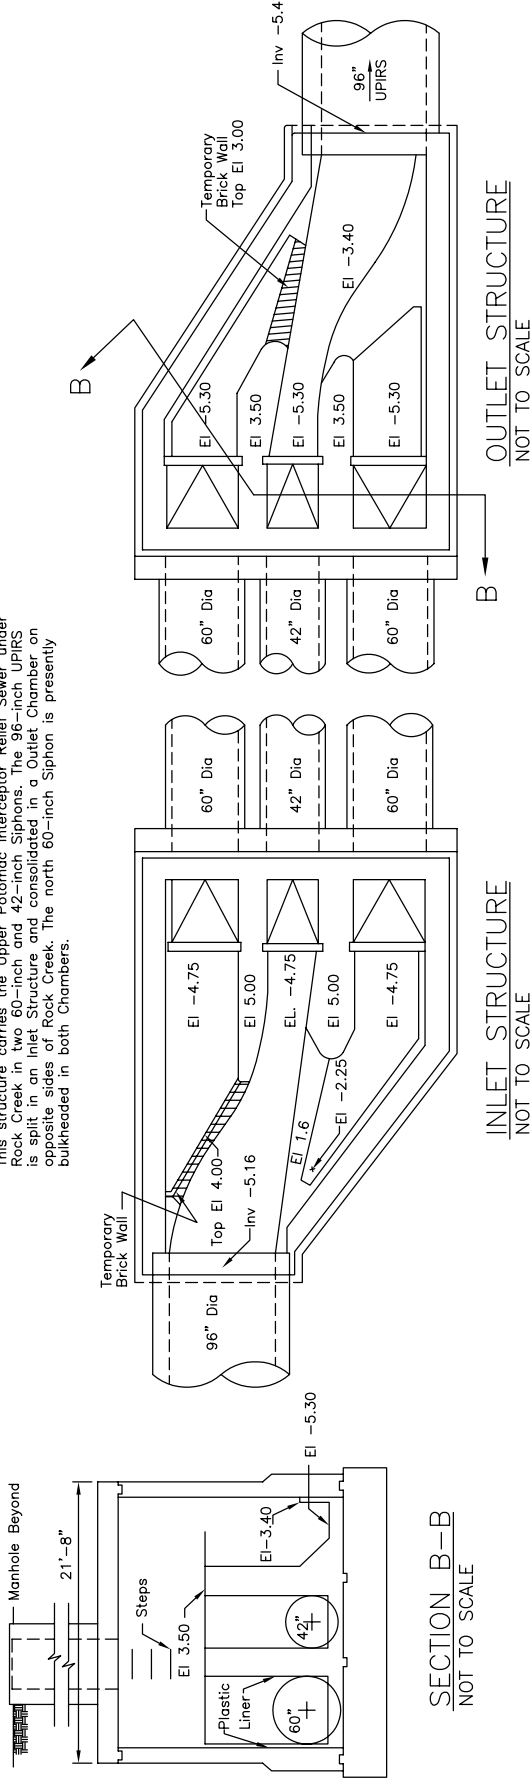 This structure carries the Upper Potomac Interceptor Relief Sewer under
Rock Creek in two 60-inch and 42-inch Siphons. The 96-inch UPIRS
is split in an Inlet Structure and consolidated in a Outlet Chamber on
opposite sides of Rock Creek. The north 60-inch Siphon is presently
bulkheaded in both Chambers.
Manhole Beyond
21'-8"
Steps
El 3.50
Plastic
Liner
60"
42"
El-3.40
El -5.30
SECTION B-B
NOT TO SCALE
Temporary
Brick Wall
96" Dia
Top El 4.00
Inv -5.16
El -4.75
El 5.00
EL. -4.75
El 5.00
El -4.75
El 1.6
El -2.25
60" Dia
42" Dia
60" Dia
INLET STRUCTURE
NOT TO SCALE
60" Dia
42" Dia
60" Dia
B
B
El -5.30
El 3.50
El -5.30
El 3.50
El -5.30
El -3.40
Temporary
Brick Wall
Top El 3.00
Inv -5.4
96"
UPIRS
OUTLET STRUCTURE
NOT TO SCALE